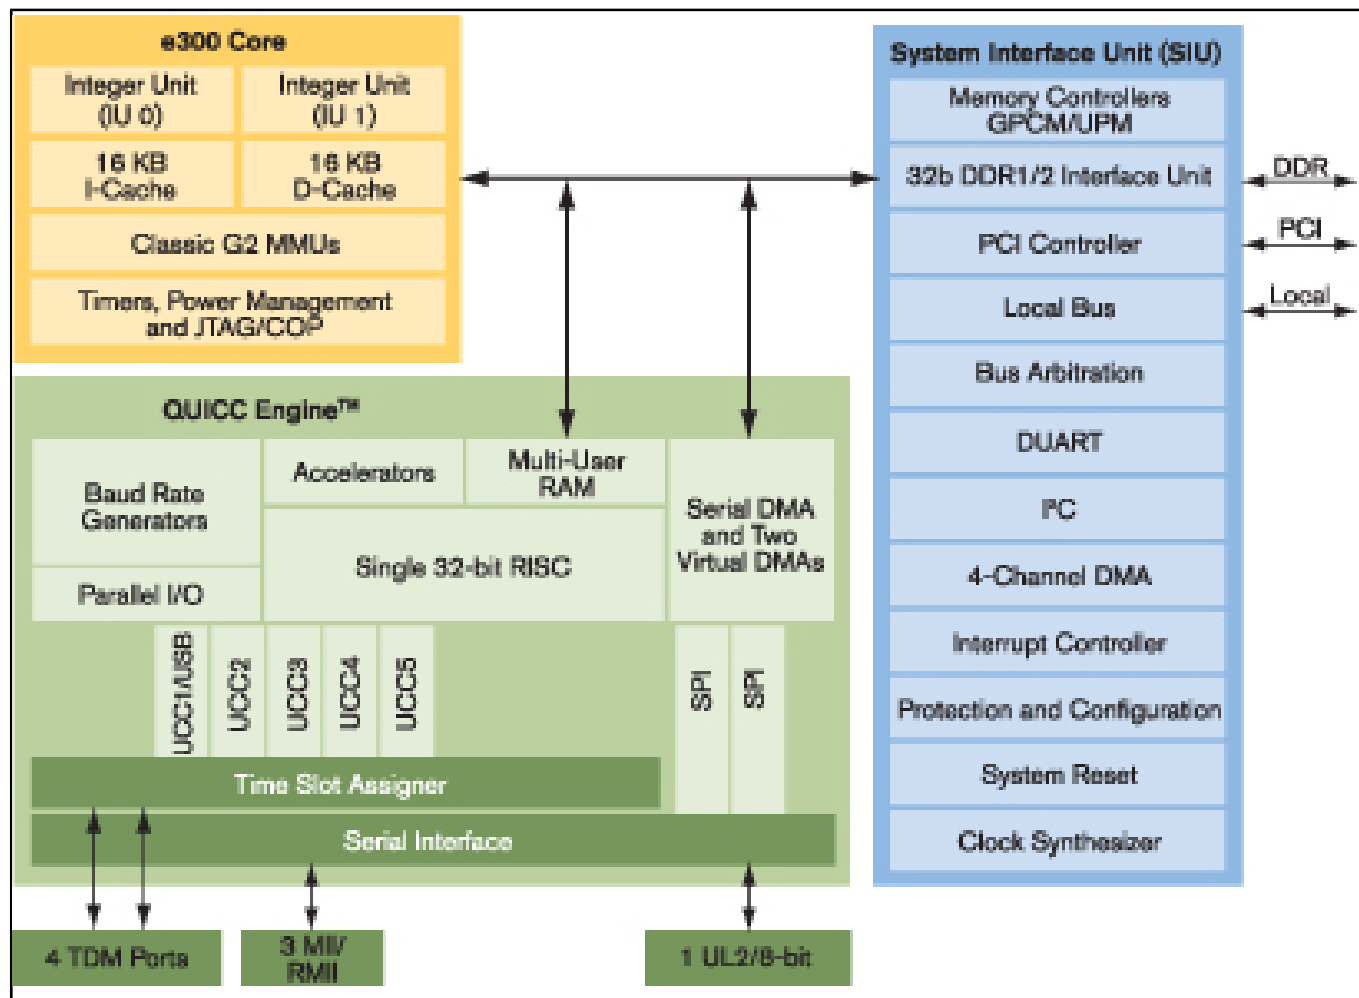 e300 Core
Integer Unit
(IU 0)
Integer Unit
(IU 1)
16 KB
I-Cache
16 KB
D-Cache
Classic G2 MMUs
Timers, Power Management
and JTAG/COP
System Interface Unit (SIU)
Memory Controllers
GPCM/UPM
32b DDR1/2 Interface Unit
PCI Controller
Local Bus
Bus Arbitration
DUART
I²C
4-Channel DMA
Interrupt Controller
Protection and Configuration
System Reset
Clock Synthesizer
DDR
PCI
Local
QUICC Engine™
Baud Rate
Generators
Parallel I/O
Accelerators
Multi-User
RAM
Single 32-bit RISC
Serial DMA
and Two
Virtual DMAs
UCC1/USB
UCC2
UCC3
UCC4
UCC5
SPI
SPI
Time Slot Assigner
Serial Interface
4 TDM Ports
3 MII/
RMII
1 UL2/8-bit